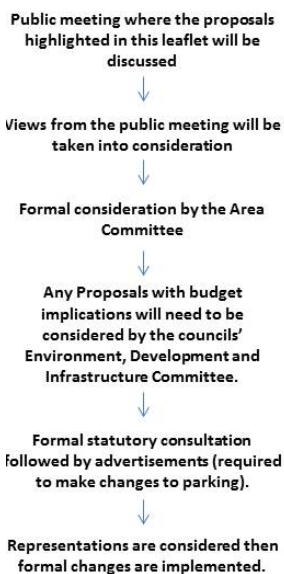 Public meeting where the proposals
highlighted in this leaflet will be
discussed
Views from the public meeting will be
taken into consideration
Formal consideration by the Area
Committee
Any Proposals with budget
implications will need to be
considered by the councils’
Environment, Development and
Infrastructure Committee.
Formal statutory consultation
followed by advertisements (required
to make changes to parking).
Representations are considered then
formal changes are implemented.